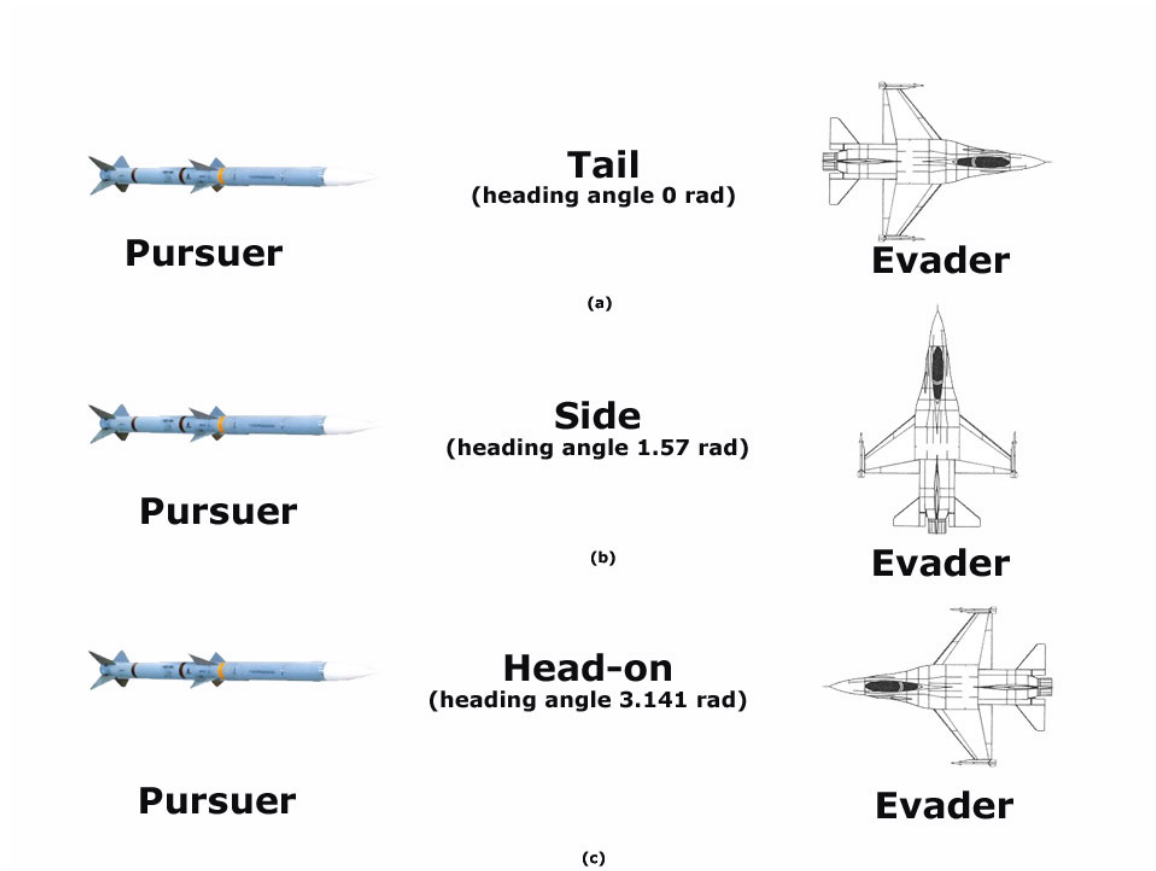 Tail
(heading angle 0 rad)
Pursuer
Evader
(a)
Side
(heading angle 1.57 rad)
Pursuer
Evader
(b)
Head-on
(heading angle 3.141 rad)
Pursuer
Evader
(c)